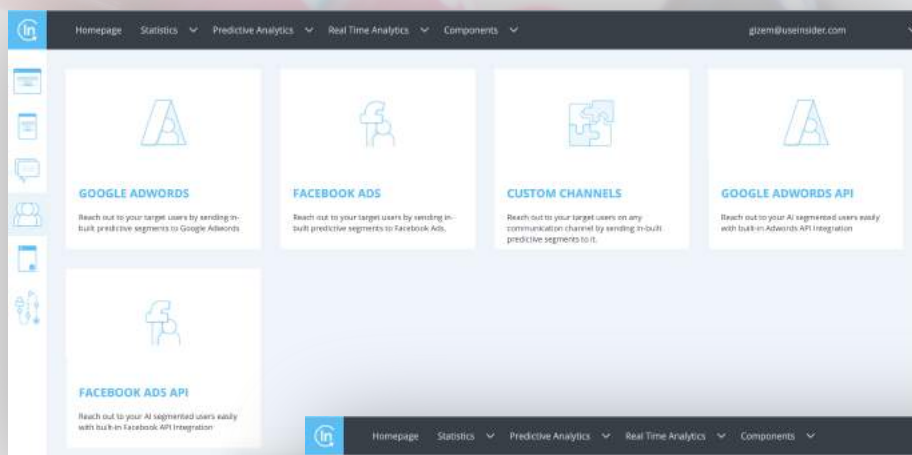 In
Homepage Statistics Predictive Analytics Real Time Analytics Components gizem@useinsider.com
GOOGLE ADWORDS
Reach out to your target users by sending in-
built predictive segments to Google Adwords
FACEBOOK ADS
Reach out to your target users by sending in-
built predictive segments to Facebook Ads.
CUSTOM CHANNELS
Reach out to your target users on any
communication channel by sending in-built
predictive segments to it.
GOOGLE ADWORDS API
Reach out to your AI segmented users easily
with built-in Adwords API Integration
FACEBOOK ADS API
Reach out to your AI segmented users easily
with built-in Facebook API Integration
In
Homepage Statistics Predictive Analytics Real Time Analytics Components